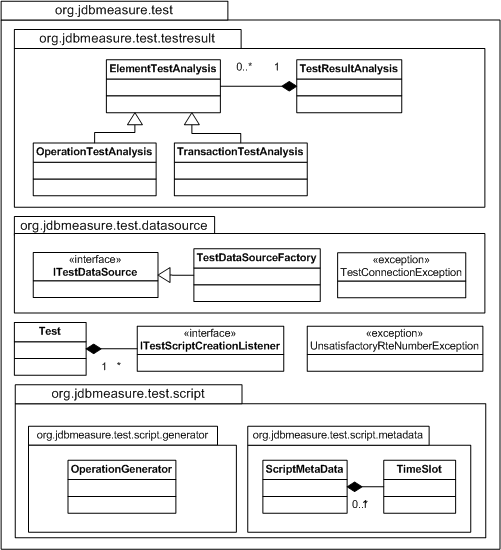 org.jdbmeasure.test
org.jdbmeasure.test.testresult
ElementTestAnalysis
0..*
1
TestResultAnalysis
OperationTestAnalysis
TransactionTestAnalysis
org.jdbmeasure.test.datasource
«interface»
ITestDataSource
TestDataSourceFactory
«exception»
TestConnectionException
Test
1
*
«interface»
ITestScriptCreationListener
«exception»
UnsatisfactoryRteNumberException
org.jdbmeasure.test.script
org.jdbmeasure.test.script.generator
OperationGenerator
org.jdbmeasure.test.script.metadata
ScriptMetaData
TimeSlot